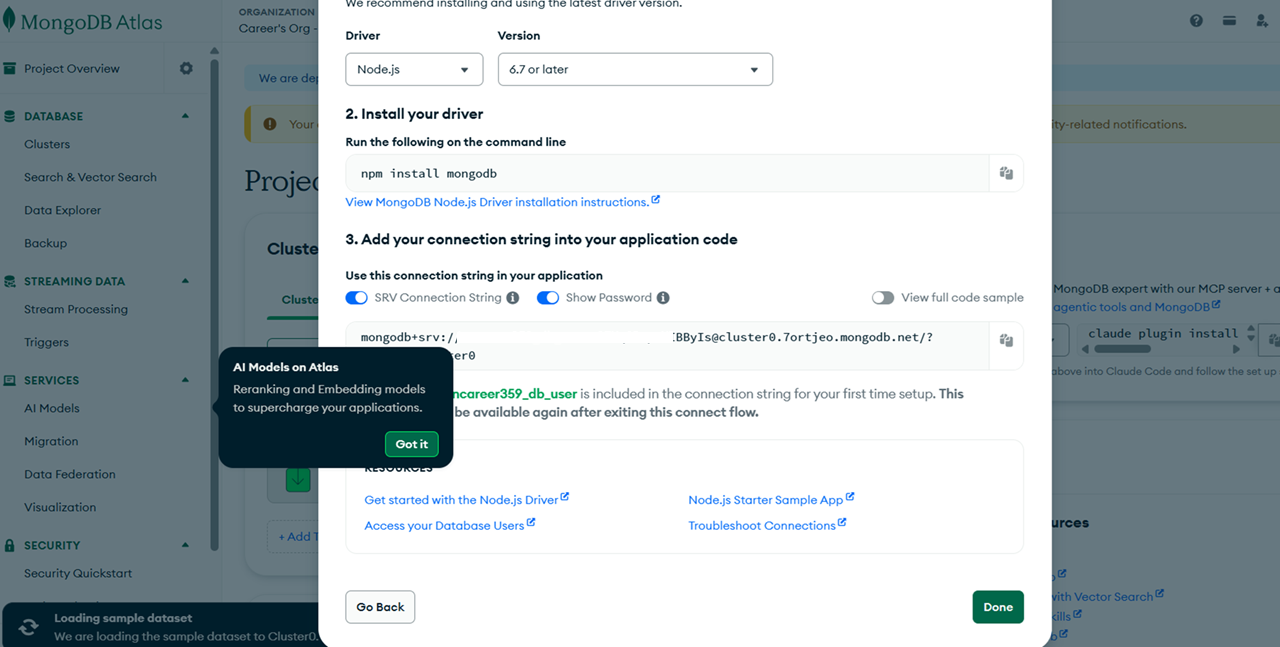 MongoDB Atlas
ORGANIZATION
Career's Org -
Project Overview
DATABASE
Clusters
Search & Vector Search
Data Explorer
Backup
STREAMING DATA
Stream Processing
Triggers
SERVICES
AI Models
Migration
Data Federation
Visualization
SECURITY
Security Quickstart
Loading sample dataset
We are loading the sample dataset to Cluster0.
AI Models on Atlas
Reranking and Embedding models
to supercharge your applications.
Got it
We are dep
Your
Projec
Cluste
Cluste
+ Add T
We recommend installing and using the latest driver version.
Driver
Version
Node.js
6.7 or later
2. Install your driver
Run the following on the command line
npm install mongodb
View MongoDB Node.js Driver installation instructions.
3. Add your connection string into your application code
Use this connection string in your application
SRV Connection String
Show Password
View full code sample
mongodb+srv:/ BByIs@cluster0.7ortjeo.mongodb.net/?
er0
ncareer359_db_user is included in the connection string for your first time setup. This
be available again after exiting this connect flow.
RESOURCES
Get started with the Node.js Driver
Node.js Starter Sample App
Access your Database Users
Troubleshoot Connections
Go Back
Done
ity-related notifications.
MongoDB expert with our MCP server + a
agentic tools and MongoDB
claude plugin install
above into Claude Code and follow the set up
urces
with Vector Search
kills